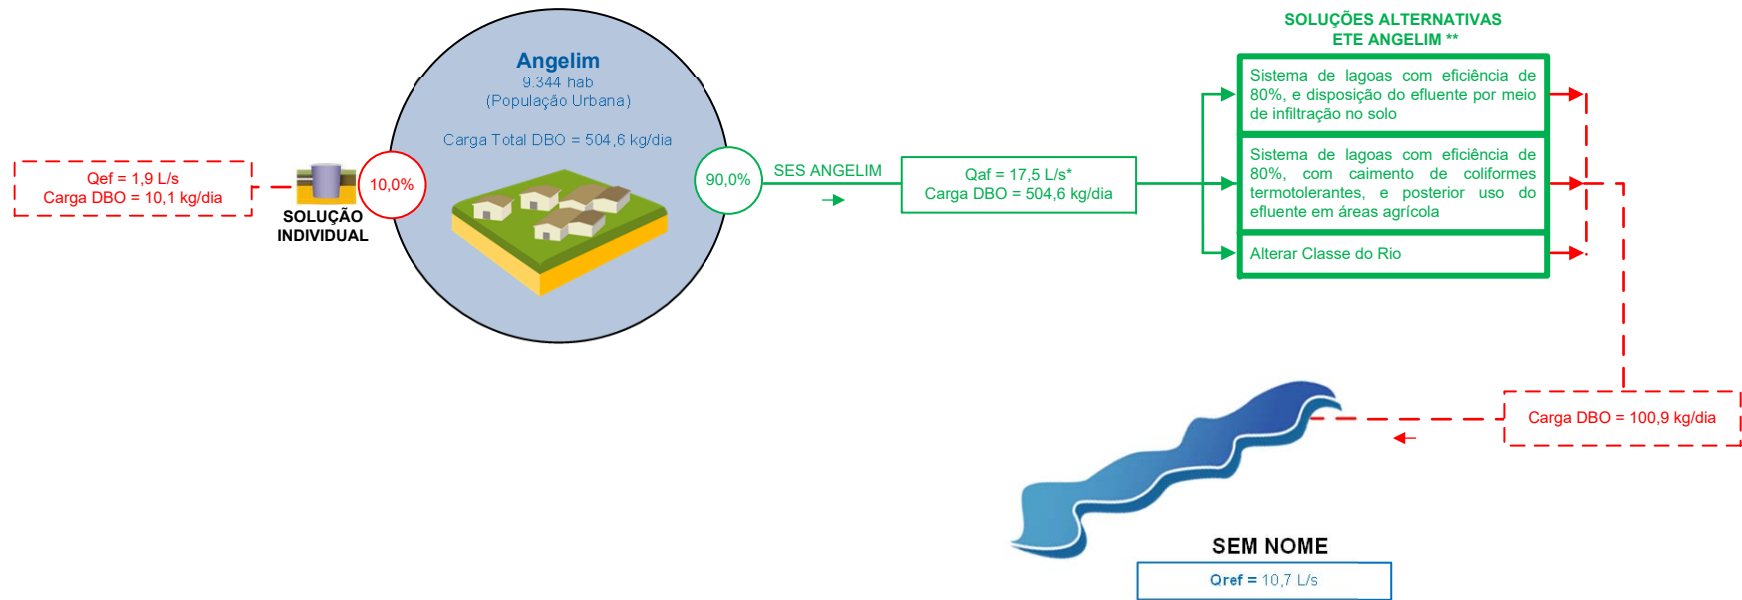 SOLUÇÕES ALTERNATIVAS
ETE ANGELIM **
Angelim
9.344 hab
(População Urbana)
Carga Total DBO = 504,6 kg/dia
Qef = 1,9 L/s
Carga DBO = 10,1 kg/dia
SOLUÇÃO
INDIVIDUAL
10,0%
90,0%
SES ANGELIM
Qaf = 17,5 L/s*
Carga DBO = 504,6 kg/dia
Sistema de lagoas com eficiência de
80%, e disposição do efluente por meio
de infiltração no solo
Sistema de lagoas com eficiência de
80%, com caimento de coliformes
termotolerantes, e posterior uso do
efluente em áreas agrícola
Alterar Classe do Rio
Carga DBO = 100,9 kg/dia
SEM NOME
Qref = 10,7 L/s